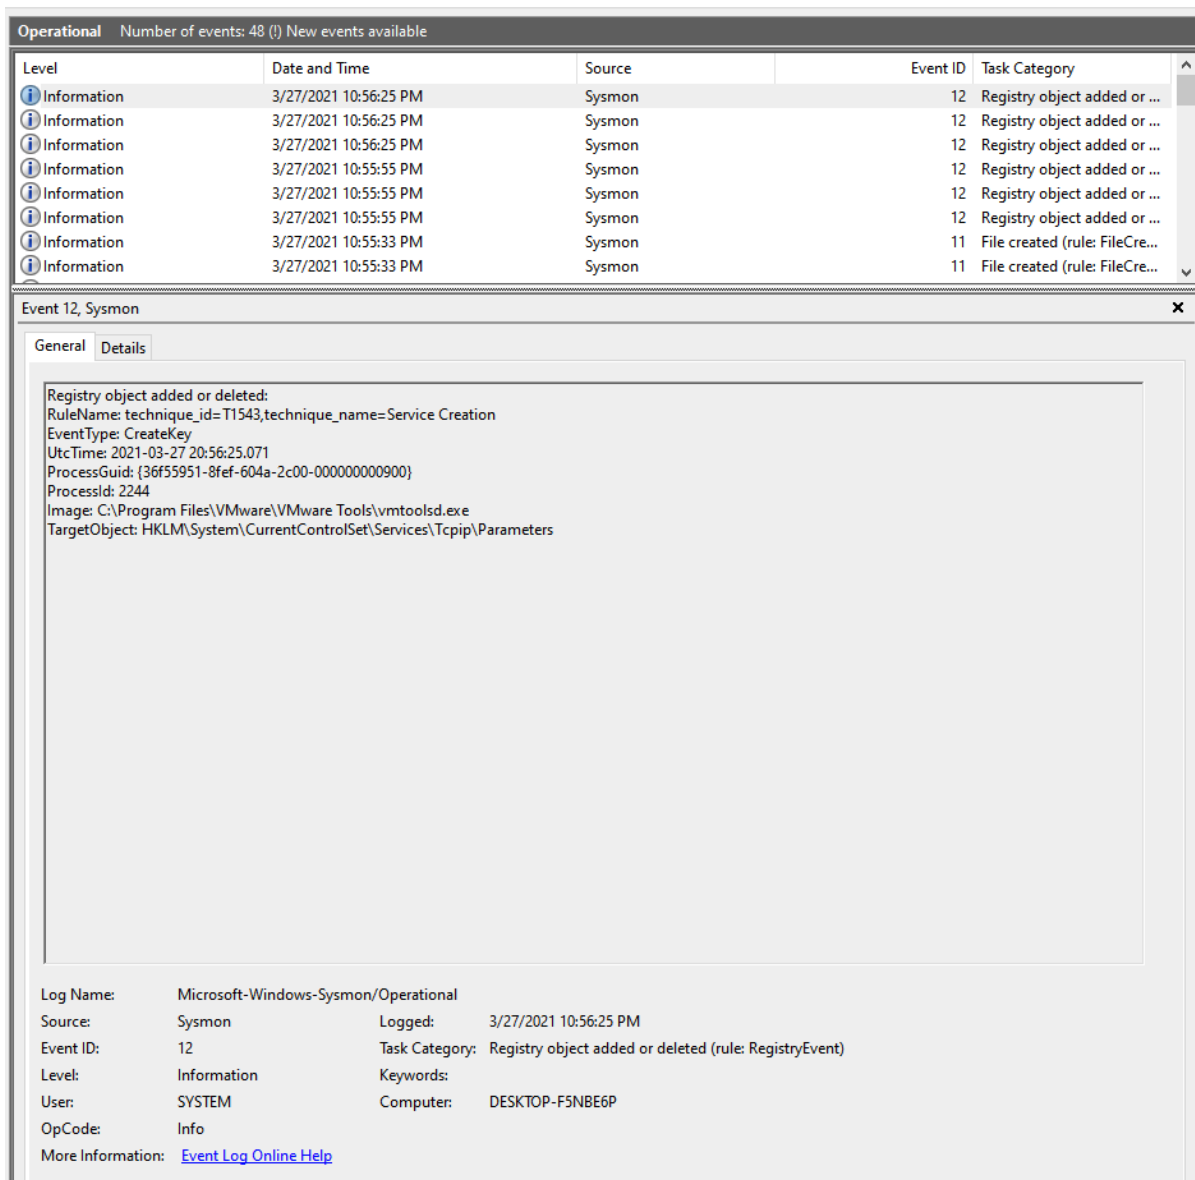 Operational Number of events: 48 (!) New events available
Level Date and Time Source Event ID Task Category
Information 3/27/2021 10:56:25 PM Sysmon 12 Registry object added or ...
Information 3/27/2021 10:56:25 PM Sysmon 12 Registry object added or ...
Information 3/27/2021 10:56:25 PM Sysmon 12 Registry object added or ...
Information 3/27/2021 10:55:55 PM Sysmon 12 Registry object added or ...
Information 3/27/2021 10:55:55 PM Sysmon 12 Registry object added or ...
Information 3/27/2021 10:55:55 PM Sysmon 12 Registry object added or ...
Information 3/27/2021 10:55:33 PM Sysmon 11 File created (rule: FileCre...
Information 3/27/2021 10:55:33 PM Sysmon 11 File created (rule: FileCre...
Event 12, Sysmon
General Details
Registry object added or deleted:
RuleName: technique_id=T1543,technique_name=Service Creation
EventType: CreateKey
UtcTime: 2021-03-27 20:56:25.071
ProcessGuid: {36f55951-8fef-604a-2c00-000000000900}
ProcessId: 2244
Image: C:\Program Files\VMware\VMware Tools\vmtoolsd.exe
TargetObject: HKLM\System\CurrentControlSet\Services\Tcpip\Parameters
Log Name: Microsoft-Windows-Sysmon/Operational
Source: Sysmon Logged: 3/27/2021 10:56:25 PM
Event ID: 12 Task Category: Registry object added or deleted (rule: RegistryEvent)
Level: Information Keywords:
User: SYSTEM Computer: DESKTOP-F5NBE6P
OpCode: Info
More Information: Event Log Online Help